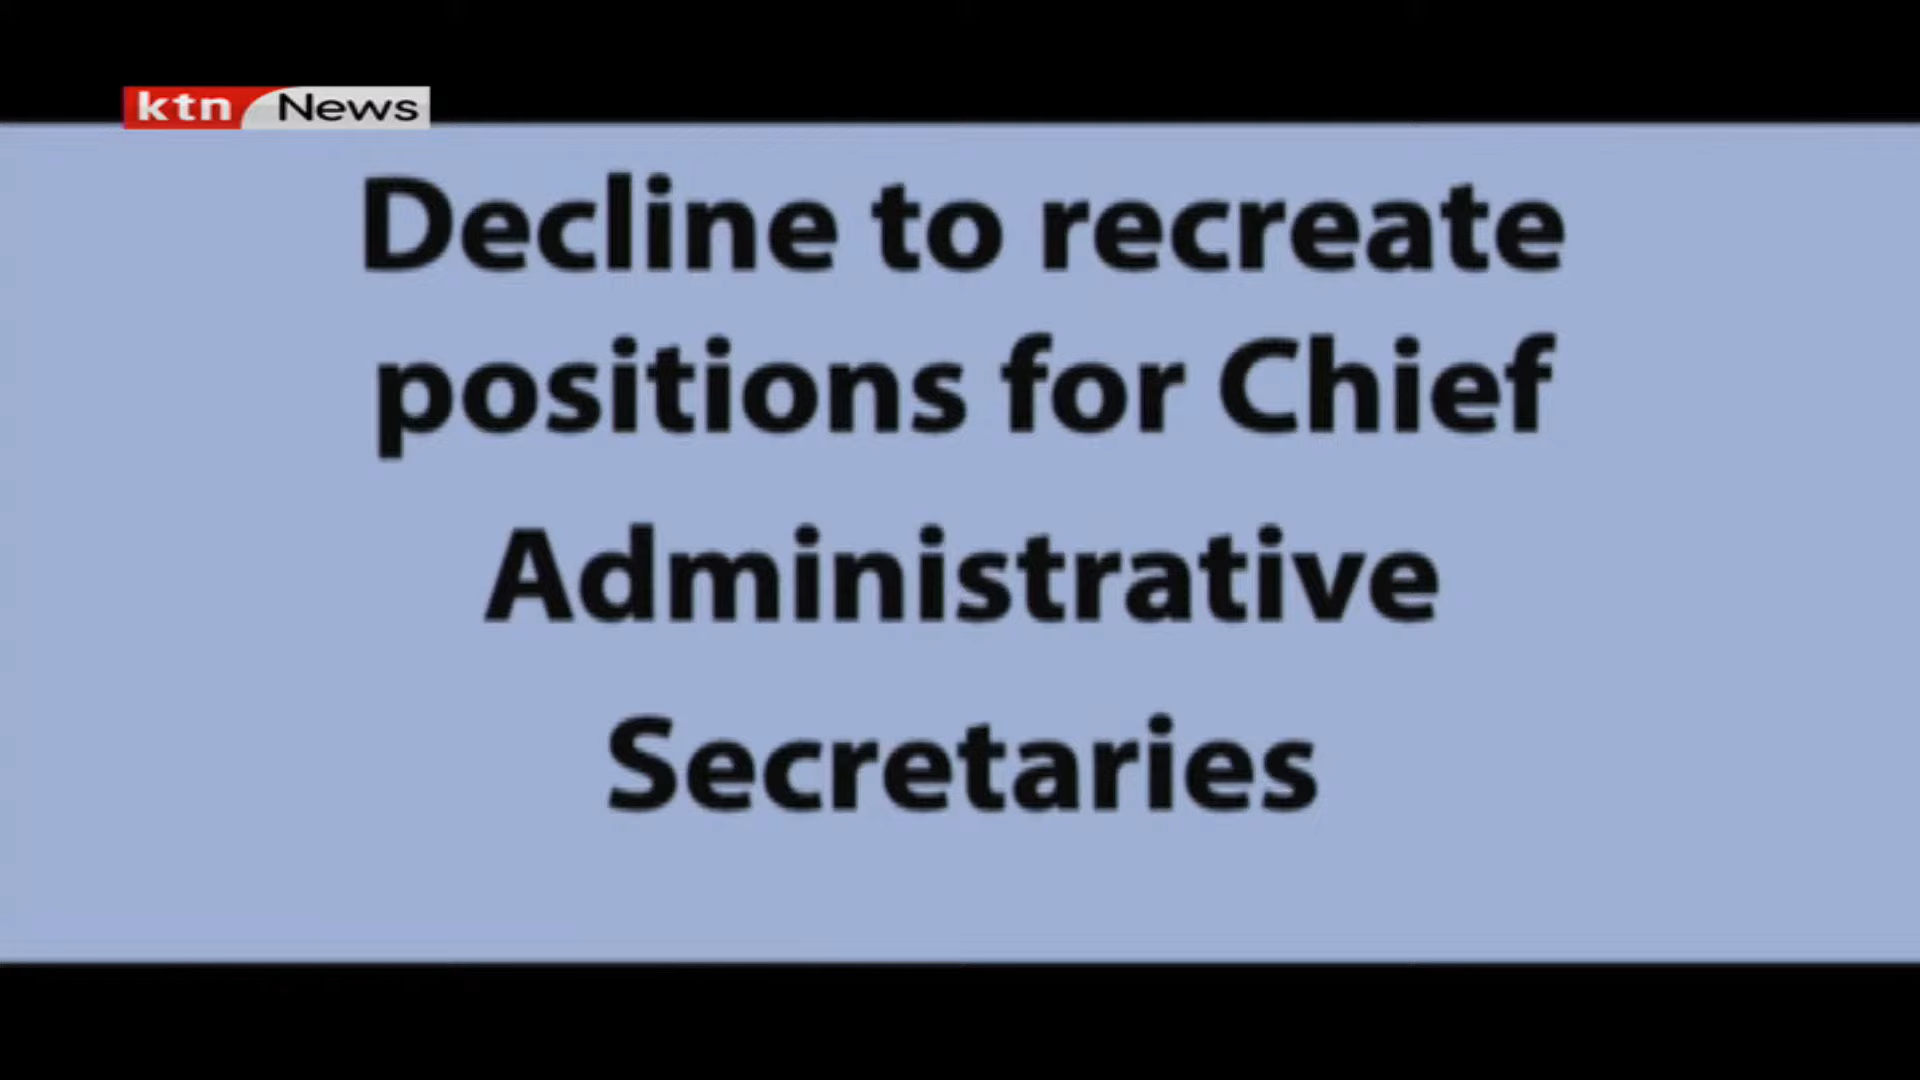 ktn News
Decline to recreate
positions for Chief
Administrative
Secretaries